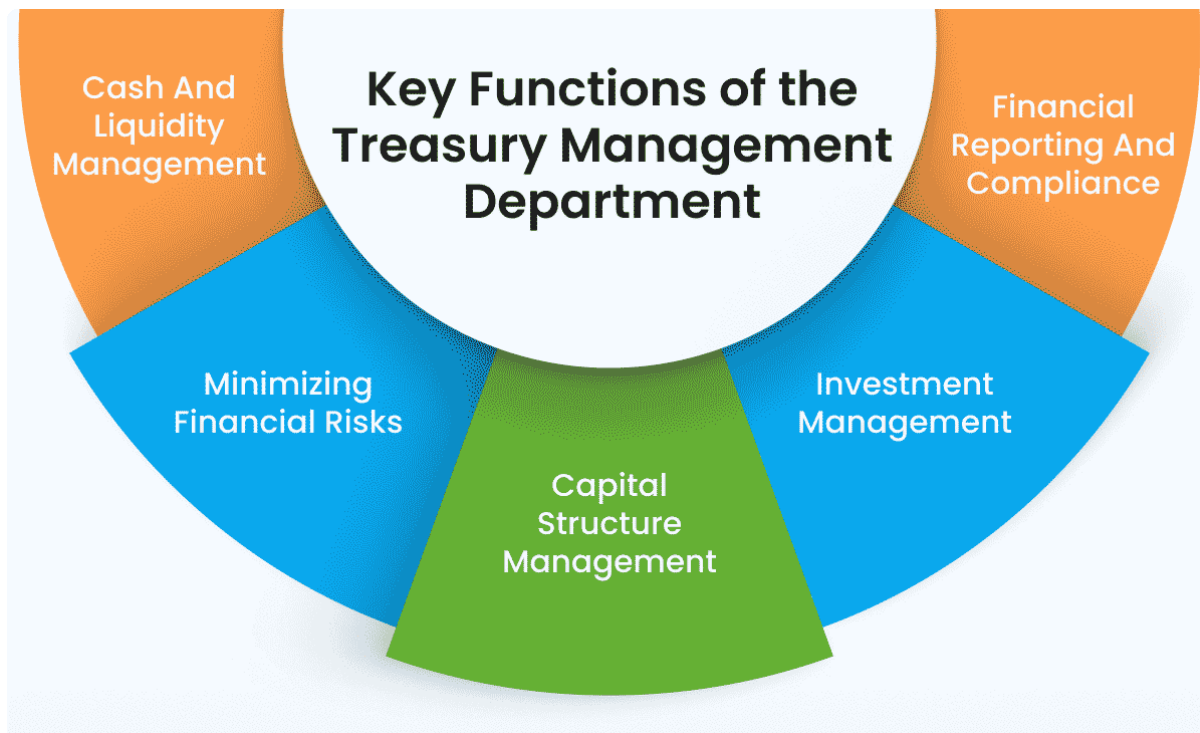 Key Functions of the
Treasury Management
Department
Cash And
Liquidity
Management
Minimizing
Financial Risks
Capital
Structure
Management
Investment
Management
Financial
Reporting And
Compliance